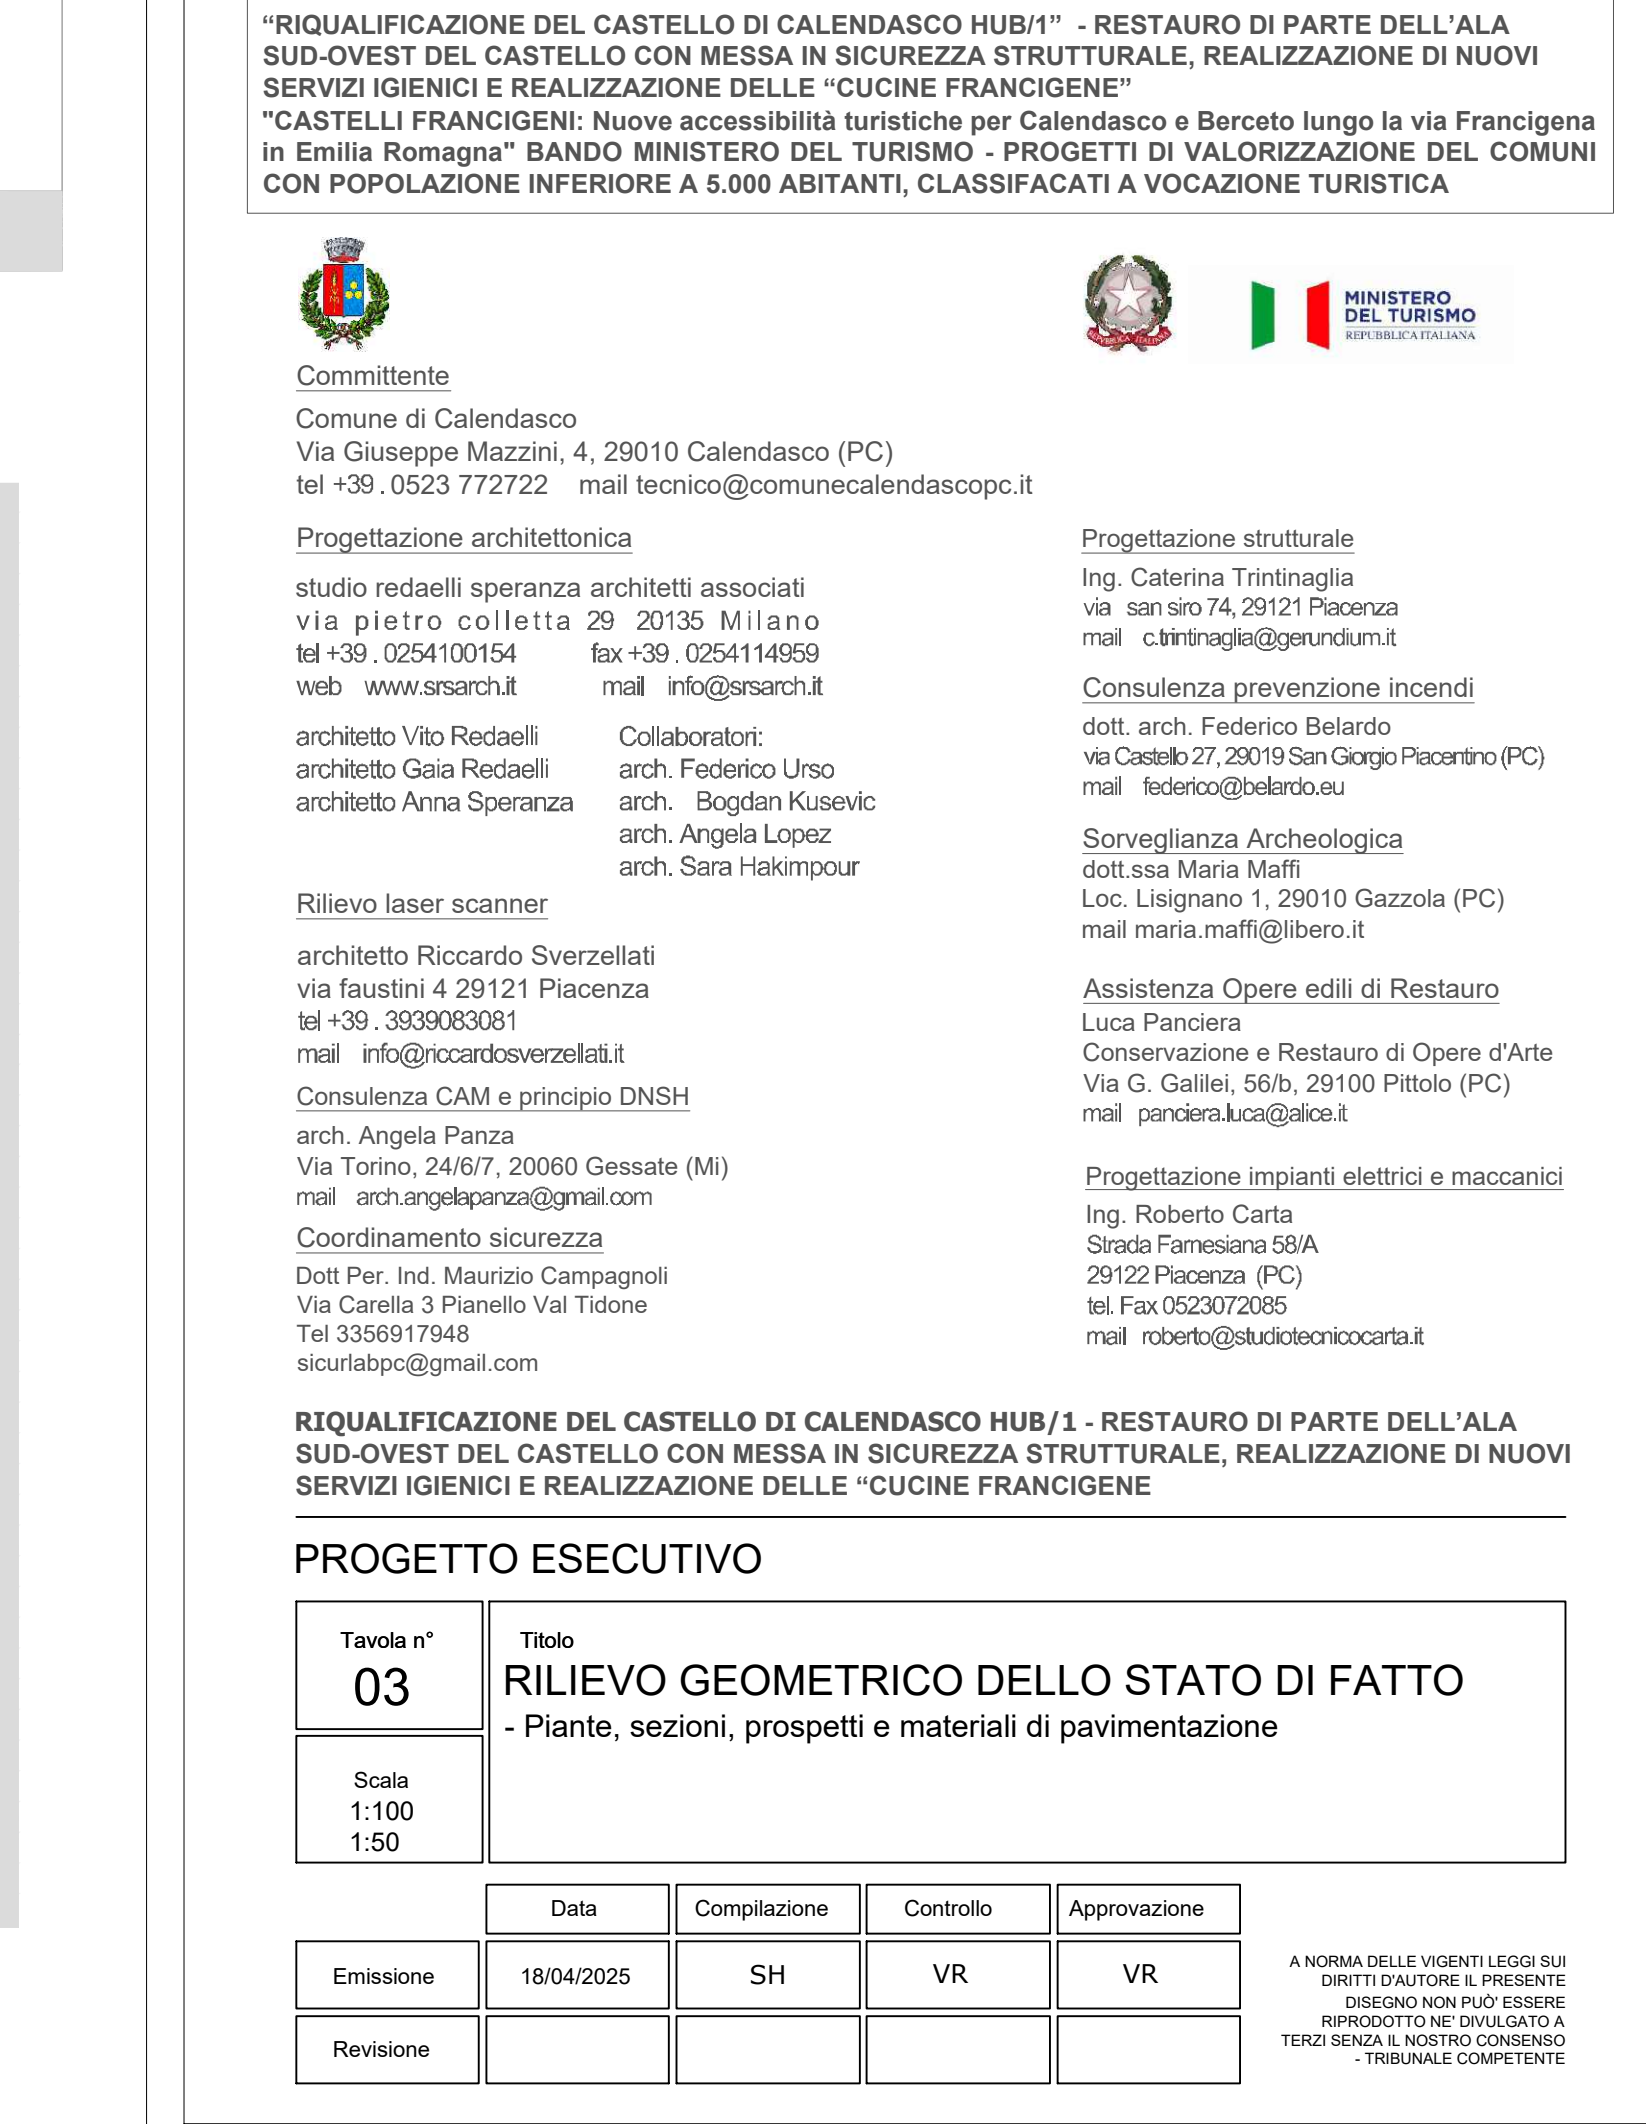 “RIQUALIFICAZIONE DEL CASTELLO DI CALENDASCO HUB/1” - RESTAURO DI PARTE DELL’ALA
SUD-OVEST DEL CASTELLO CON MESSA IN SICUREZZA STRUTTURALE, REALIZZAZIONE DI NUOVI
SERVIZI IGIENICI E REALIZZAZIONE DELLE “CUCINE FRANCIGENE”
"CASTELLI FRANCIGENI: Nuove accessibilità turistiche per Calendasco e Berceto lungo la via Francigena
in Emilia Romagna" BANDO MINISTERO DEL TURISMO - PROGETTI DI VALORIZZAZIONE DEL COMUNI
CON POPOLAZIONE INFERIORE A 5.000 ABITANTI, CLASSIFACATI A VOCAZIONE TURISTICA
REPVBBLICA ITALIANA
MINISTERO
DEL TURISMO
REPUBBLICA ITALIANA
Committente
Comune di Calendasco
Via Giuseppe Mazzini, 4, 29010 Calendasco (PC)
tel +39 . 0523 772722 mail tecnico@comunecalendascopc.it
Progettazione architettonica
studio redaelli speranza architetti associati
via pietro colletta 29 20135 Milano
tel +39 . 0254100154 fax +39 . 0254114959
web www.srsarch.it mail info@srsarch.it
architetto Vito Redaelli
architetto Gaia Redaelli
architetto Anna Speranza
Collaboratori:
arch. Federico Urso
arch. Bogdan Kusevic
arch. Angela Lopez
arch. Sara Hakimpour
Rilievo laser scanner
architetto Riccardo Sverzellati
via faustini 4 29121 Piacenza
tel +39 . 3939083081
mail info@riccardosverzellati.it
Consulenza CAM e principio DNSH
arch. Angela Panza
Via Torino, 24/6/7, 20060 Gessate (Mi)
mail arch.angelapanza@gmail.com
Coordinamento sicurezza
Dott Per. Ind. Maurizio Campagnoli
Via Carella 3 Pianello Val Tidone
Tel 3356917948
sicurlabpc@gmail.com
Progettazione strutturale
Ing. Caterina Trintinaglia
via san siro 74, 29121 Piacenza
mail c.trintinaglia@gerundium.it
Consulenza prevenzione incendi
dott. arch. Federico Belardo
via Castello 27, 29019 San Giorgio Piacentino (PC)
mail federico@belardo.eu
Sorveglianza Archeologica
dott.ssa Maria Maffi
Loc. Lisignano 1, 29010 Gazzola (PC)
mail maria.maffi@libero.it
Assistenza Opere edili di Restauro
Luca Panciera
Conservazione e Restauro di Opere d'Arte
Via G. Galilei, 56/b, 29100 Pittolo (PC)
mail panciera.luca@alice.it
Progettazione impianti elettrici e maccanici
Ing. Roberto Carta
Strada Farnesiana 58/A
29122 Piacenza (PC)
tel. Fax 0523072085
mail roberto@studiotecnicocarta.it
RIQUALIFICAZIONE DEL CASTELLO DI CALENDASCO HUB/1 - RESTAURO DI PARTE DELL’ALA
SUD-OVEST DEL CASTELLO CON MESSA IN SICUREZZA STRUTTURALE, REALIZZAZIONE DI NUOVI
SERVIZI IGIENICI E REALIZZAZIONE DELLE “CUCINE FRANCIGENE
PROGETTO ESECUTIVO
Tavola n°
03
Titolo
RILIEVO GEOMETRICO DELLO STATO DI FATTO
- Piante, sezioni, prospetti e materiali di pavimentazione
Scala
1:100
1:50
Data Compilazione Controllo Approvazione
Emissione 18/04/2025 SH VR VR
Revisione
A NORMA DELLE VIGENTI LEGGI SUI
DIRITTI D'AUTORE IL PRESENTE
DISEGNO NON PUÒ' ESSERE
RIPRODOTTO NE' DIVULGATO A
TERZI SENZA IL NOSTRO CONSENSO
- TRIBUNALE COMPETENTE